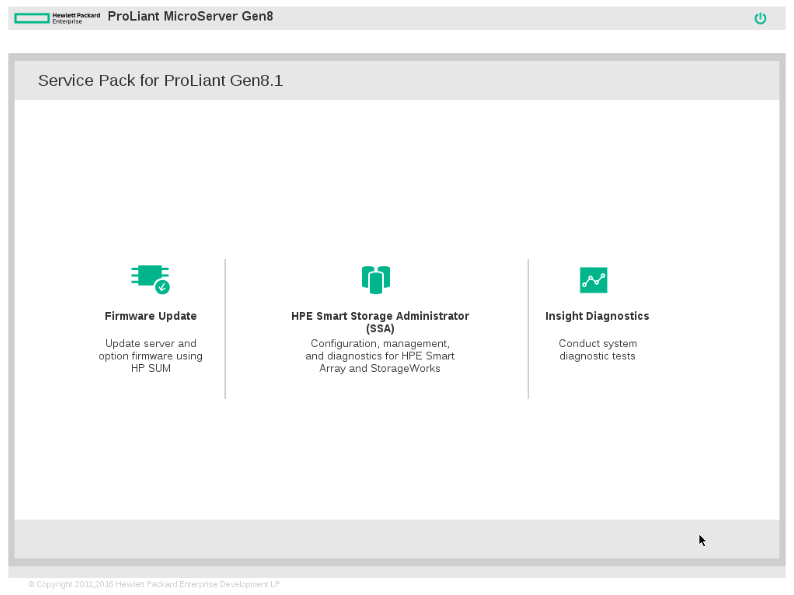 Hewlett Packard
Enterprise
ProLiant MicroServer Gen8
Service Pack for ProLiant Gen8.1
Firmware Update
Update server and
option firmware using
HP SUM
HPE Smart Storage Administrator
(SSA)
Configuration, management,
and diagnostics for HPE Smart
Array and StorageWorks
Insight Diagnostics
Conduct system
diagnostic tests
© Copyright 2011,2016 Hewlett Packard Enterprise Development LP